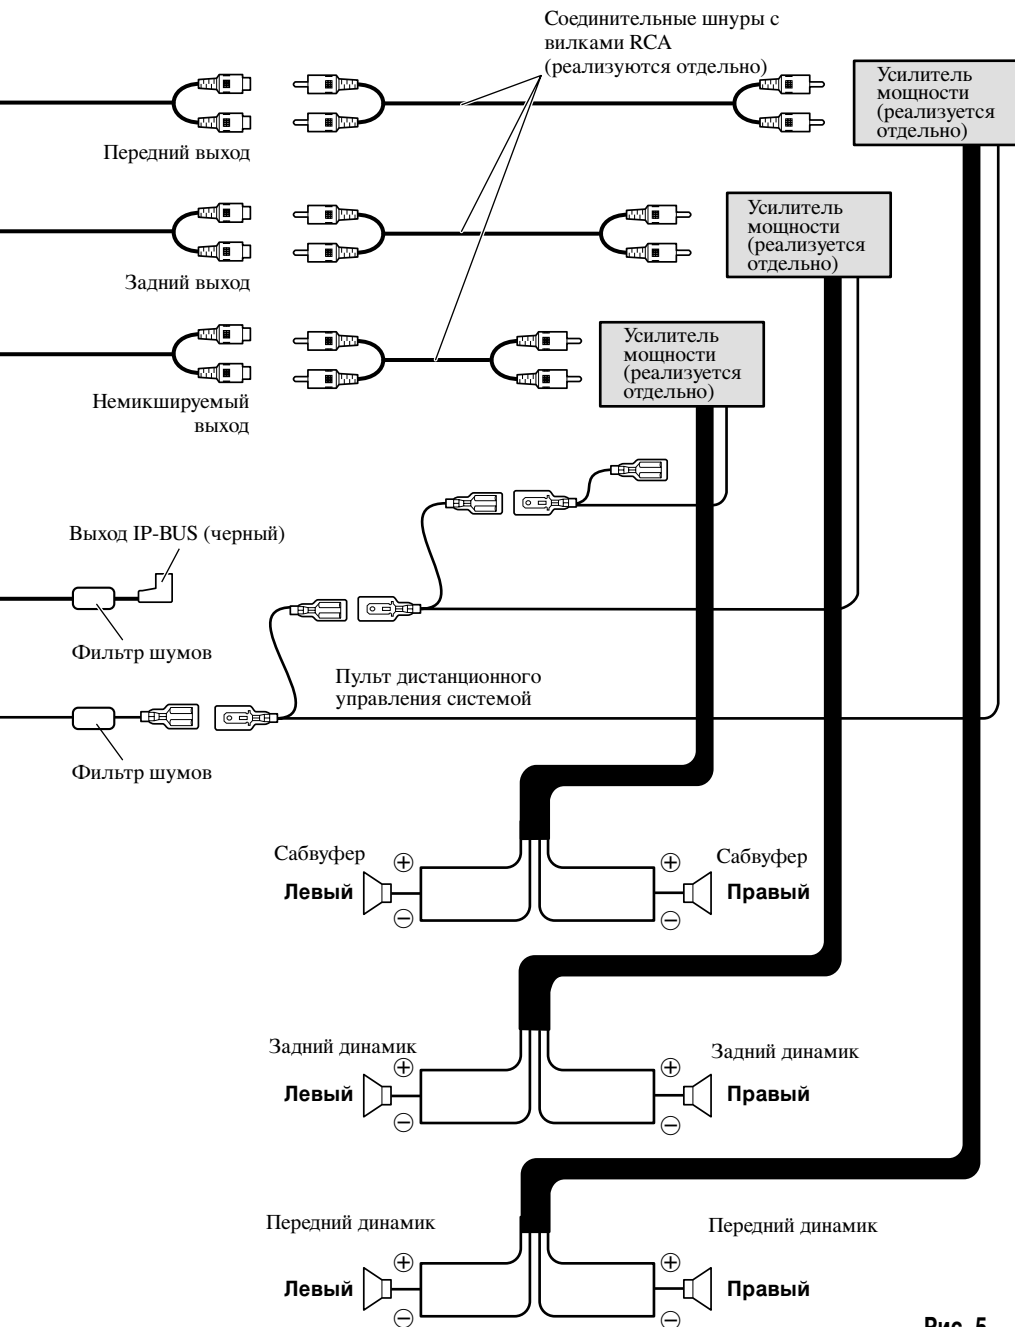 Соединительные шнуры с
вилками RCA
(реализуются отдельно)
Усилитель
мощности
(реализуется
отдельно)
Передний выход
Усилитель
мощности
(реализуется
отдельно)
Задний выход
Усилитель
мощности
(реализуется
отдельно)
Немикшируемый
выход
Выход IP-BUS (черный)
Фильтр шумов
Пульт дистанционного
управления системой
Фильтр шумов
Сабвуфер
Сабвуфер
⊕
⊕
Левый
Правый
⊖
⊖
Задний динамик
Задний динамик
⊕
⊕
Левый
Правый
⊖
⊖
Передний динамик
Передний динамик
⊕
⊕
Левый
Правый
⊖
⊖
Рис. 5